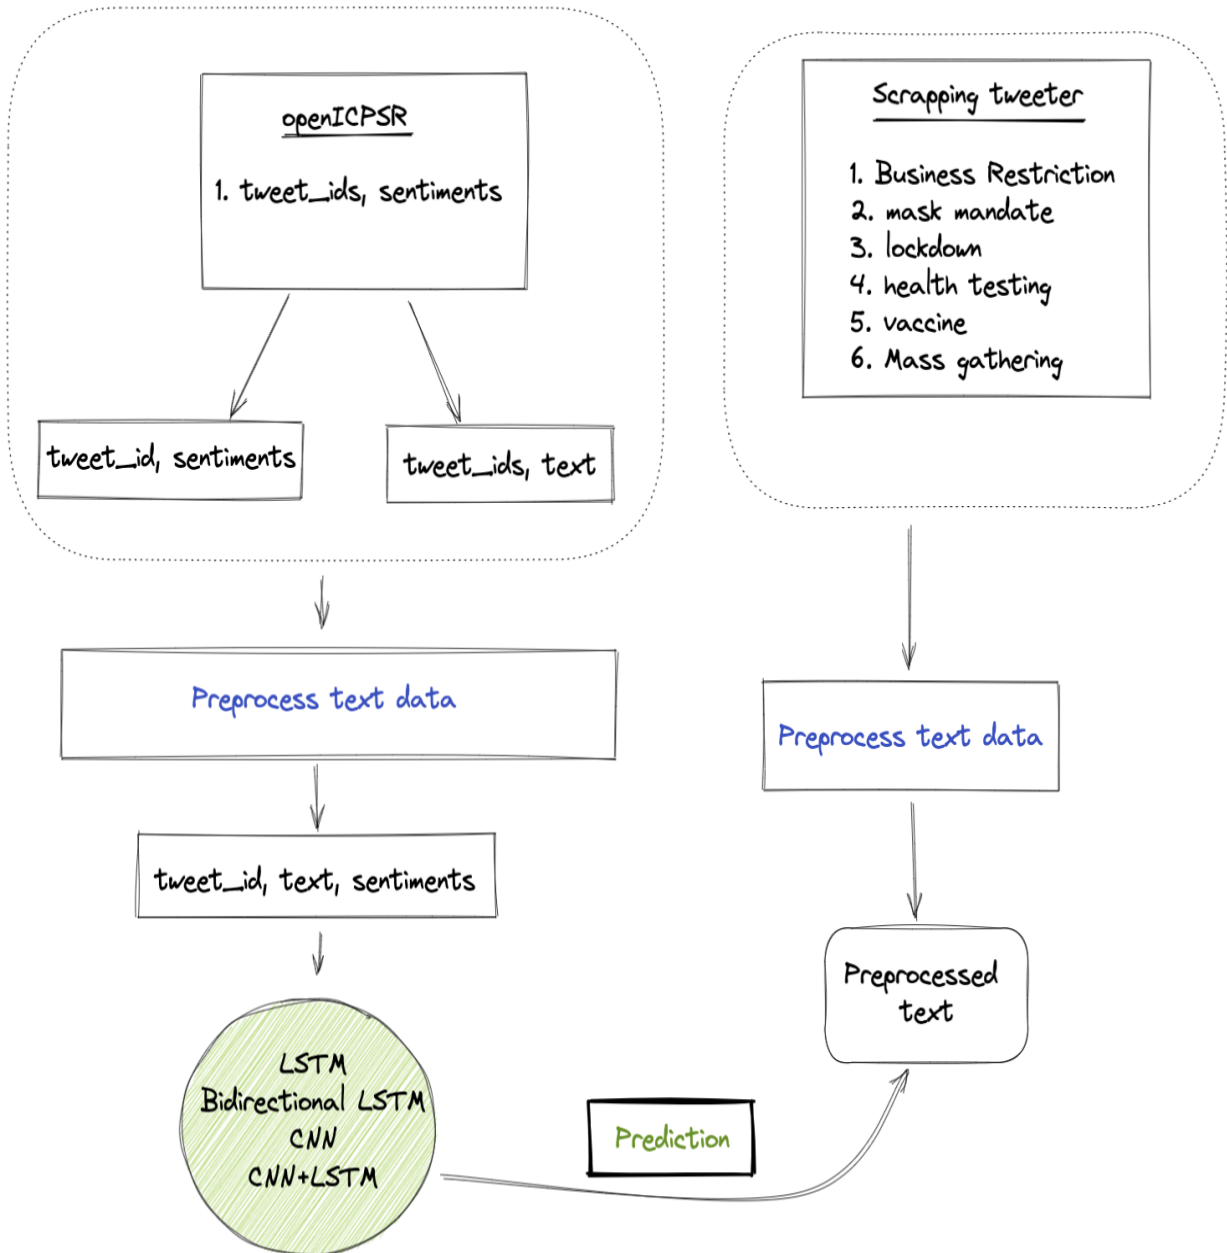 openICPSR
1. tweet_ids, sentiments
tweet_id, sentiments
tweet_ids, text
Preprocess text data
tweet_id, text, sentiments
LSTM
Bidirectional LSTM
CNN
CNN+LSTM
Prediction
Scrapping tweeter
1. Business Restriction
2. mask mandate
3. lockdown
4. health testing
5. vaccine
6. Mass gathering
Preprocess text data
Preprocessed
text